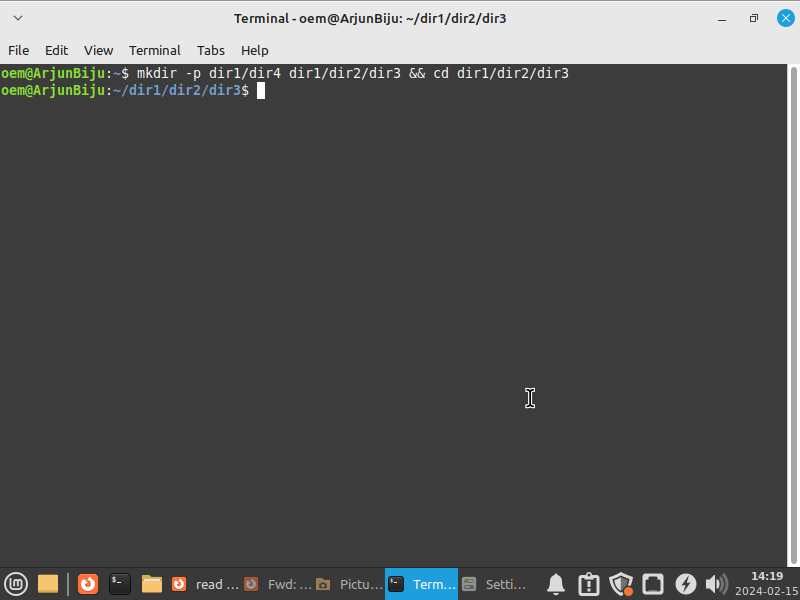 Terminal - oem@ArjunBiju: ~/dir1/dir2/dir3
File Edit View Terminal Tabs Help
oem@ArjunBiju:~$ mkdir -p dir1/dir4 dir1/dir2/dir3 && cd dir1/dir2/dir3
oem@ArjunBiju:~/dir1/dir2/dir3$
read ... Fwd: ... Pictu... Term... Setti... 14:19
2024-02-15